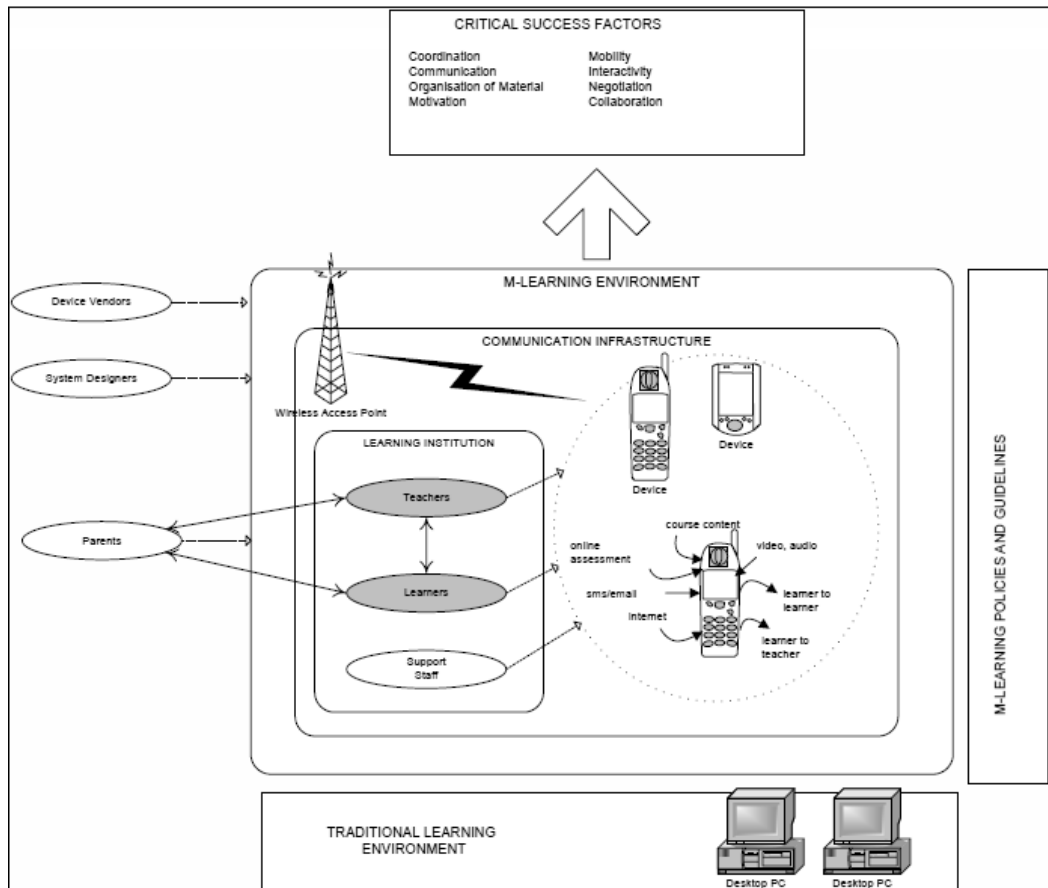 CRITICAL SUCCESS FACTORS
Coordination
Communication
Organisation of Material
Motivation
Mobility
Interactivity
Negotiation
Collaboration
M-LEARNING ENVIRONMENT
Device Vendors
System Designers
Parents
COMMUNICATION INFRASTRUCTURE
Wireless Access Point
LEARNING INSTITUTION
Teachers
Learners
Support
Staff
Device
Device
course content
online
assessment
video, audio
sms/email
internet
learner to
learner
learner to
teacher
M-LEARNING POLICIES AND GUIDELINES
TRADITIONAL LEARNING
ENVIRONMENT
Desktop PC
Desktop PC